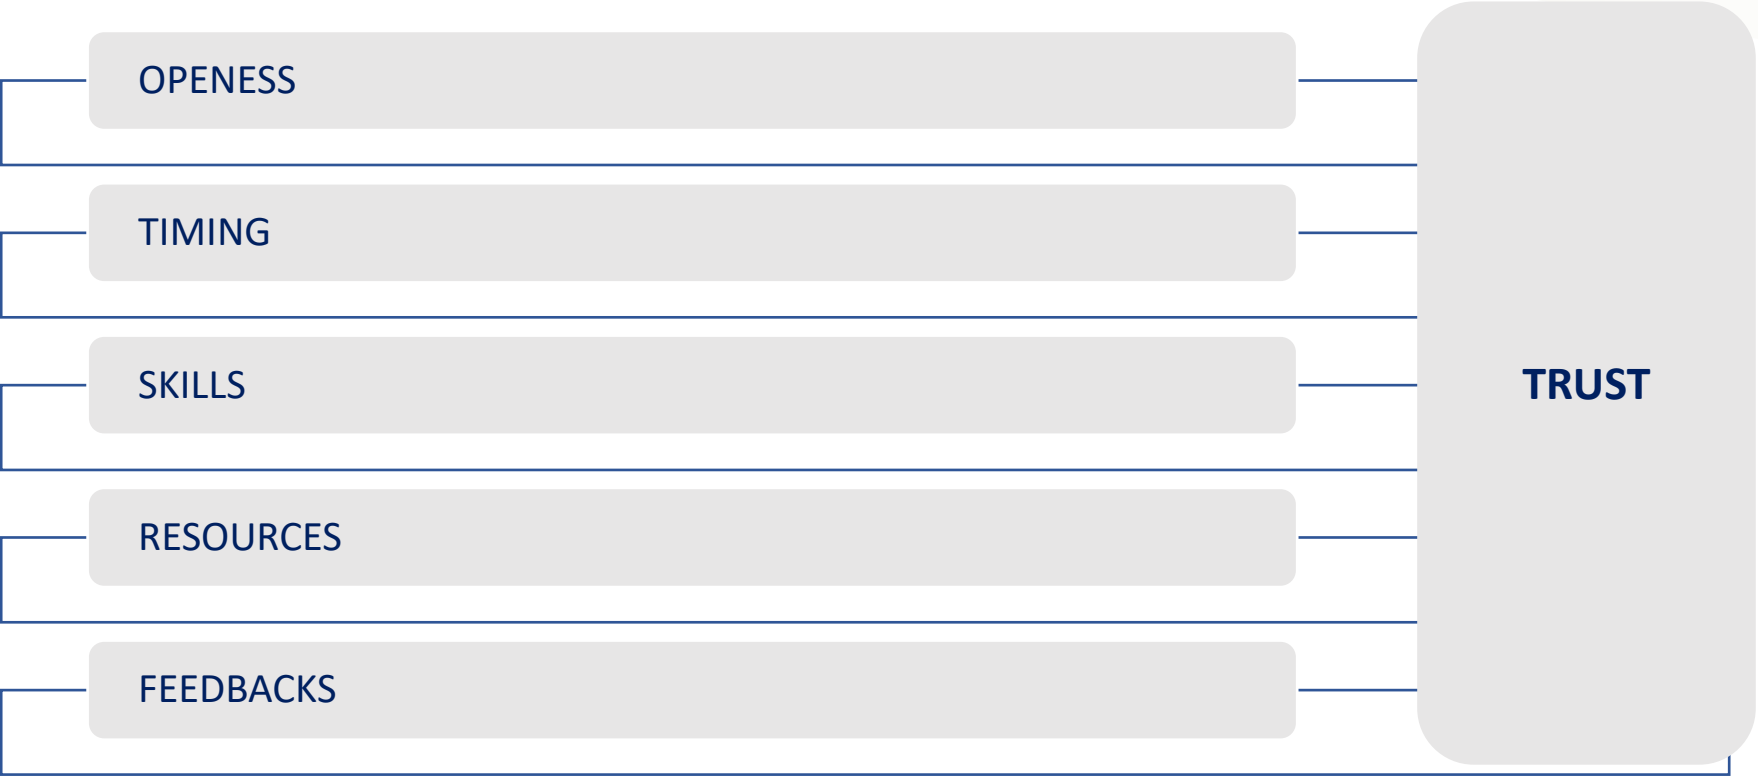 OPENESS
TIMING
SKILLS
TRUST
RESOURCES
FEEDBACKS